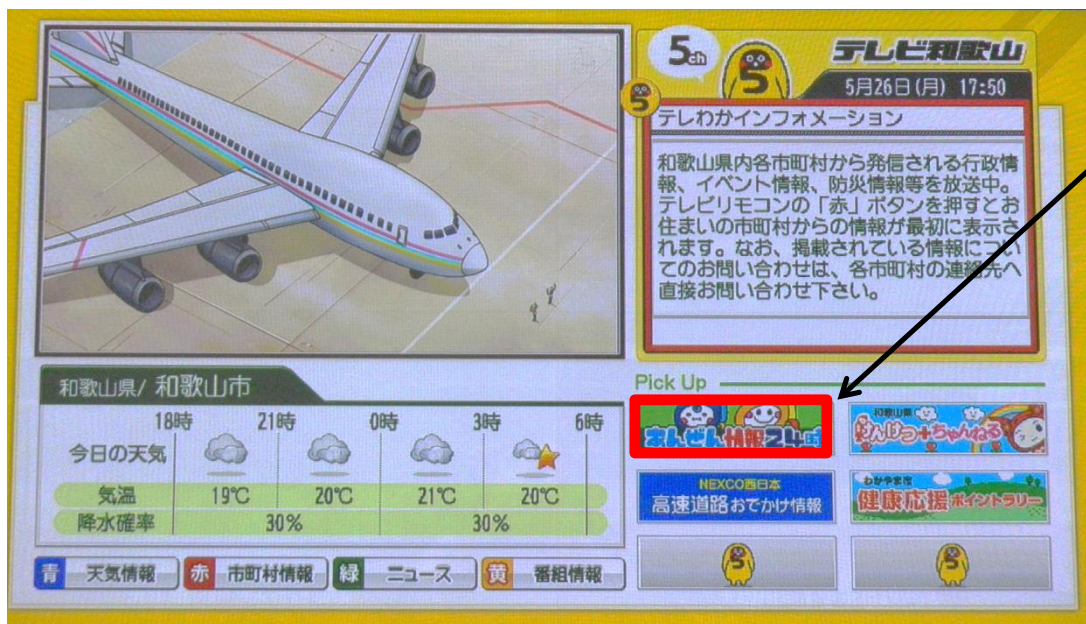 5ch
5
テレビ和歌山
5月26日(月) 17:50
5
テレわかインフォメーション
和歌山県内各市町村から発信される行政情
報、イベント情報、防災情報等を放送中。
テレビリモコンの「赤」ボタンを押すとお
住まいの市町村からの情報が最初に表示さ
れます。なお、掲載されている情報につい
てのお問い合わせは、各市町村の連絡先へ
直接お問い合わせ下さい。
和歌山県/ 和歌山市
18時 21時 0時 3時 6時
今日の天気
気温 19℃ 20℃ 21℃ 20℃
降水確率 30% 30%
青 天気情報 赤 市町村情報 緑 ニュース 黄 番組情報
Pick Up
あんぜん情報24時
和歌山県
けんけつ+ちゃんねる
NEXCO西日本
高速道路おでかけ情報
わかやま市
健康応援ポイントラリー
5
5